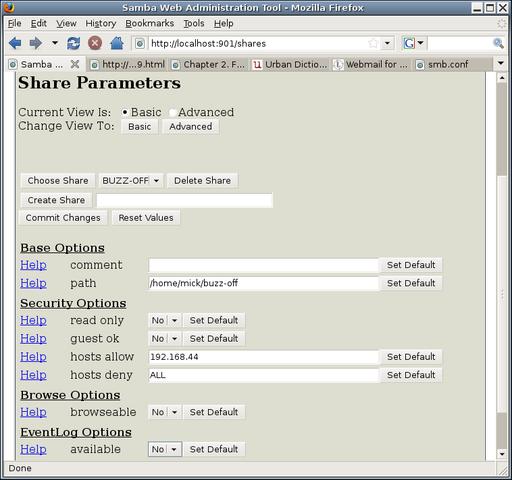 Samba Web Administration Tool - Mozilla Firefox
File Edit View History Bookmarks Tools Help
http://localhost:901/shares
G
Samba ... http://t...9.html Chapter 2. F... Urban Dictio... Webmail for ... smb.conf
Share Parameters
Current View Is: Basic Advanced
Change View To: Basic Advanced
Choose Share BUZZ-OFF Delete Share
Create Share
Commit Changes Reset Values
Base Options
Help comment Set Default
Help path /home/mick/buzz-off Set Default
Security Options
Help read only No Set Default
Help guest ok No Set Default
Help hosts allow 192.168.44 Set Default
Help hosts deny ALL Set Default
Browse Options
Help browseable No Set Default
EventLog Options
Help available No Set Default
Done